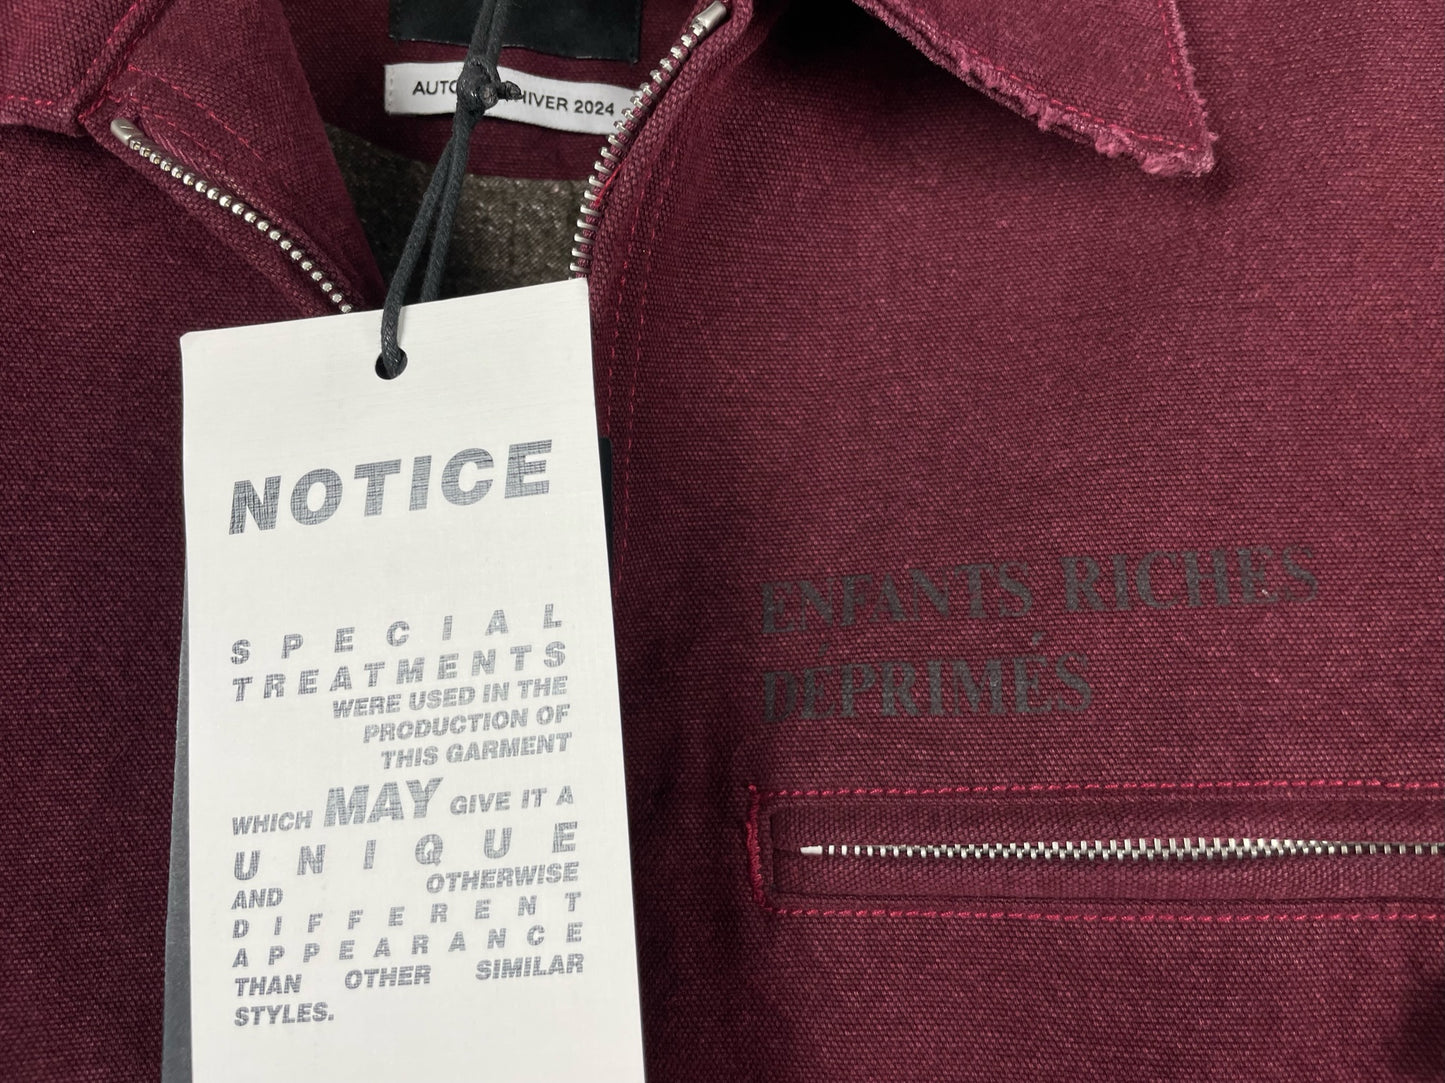 HIVER 2024
NOTICE
SPECIAL
TREATMENTS
WERE USED IN THE
PRODUCTION OF
THIS GARMENT
WHICH MAY GIVE IT A
UNIQUE
AND OTHERWISE
DIFFERENT
APPEARANCE
THAN OTHER SIMILAR
STYLES.
ENFANTS RICHES
DÉPRIMÉS